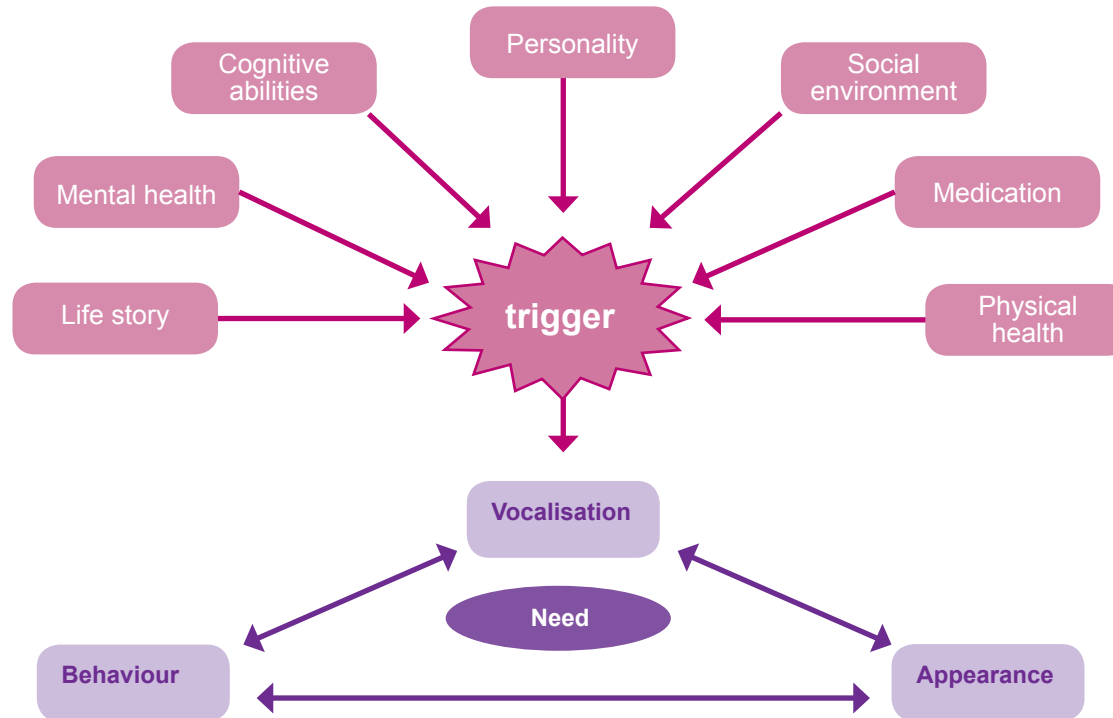 Personality
Cognitive
abilities
Social
environment
Mental health
Medication
Life story
trigger
Physical
health
Vocalisation
Need
Behaviour
Appearance